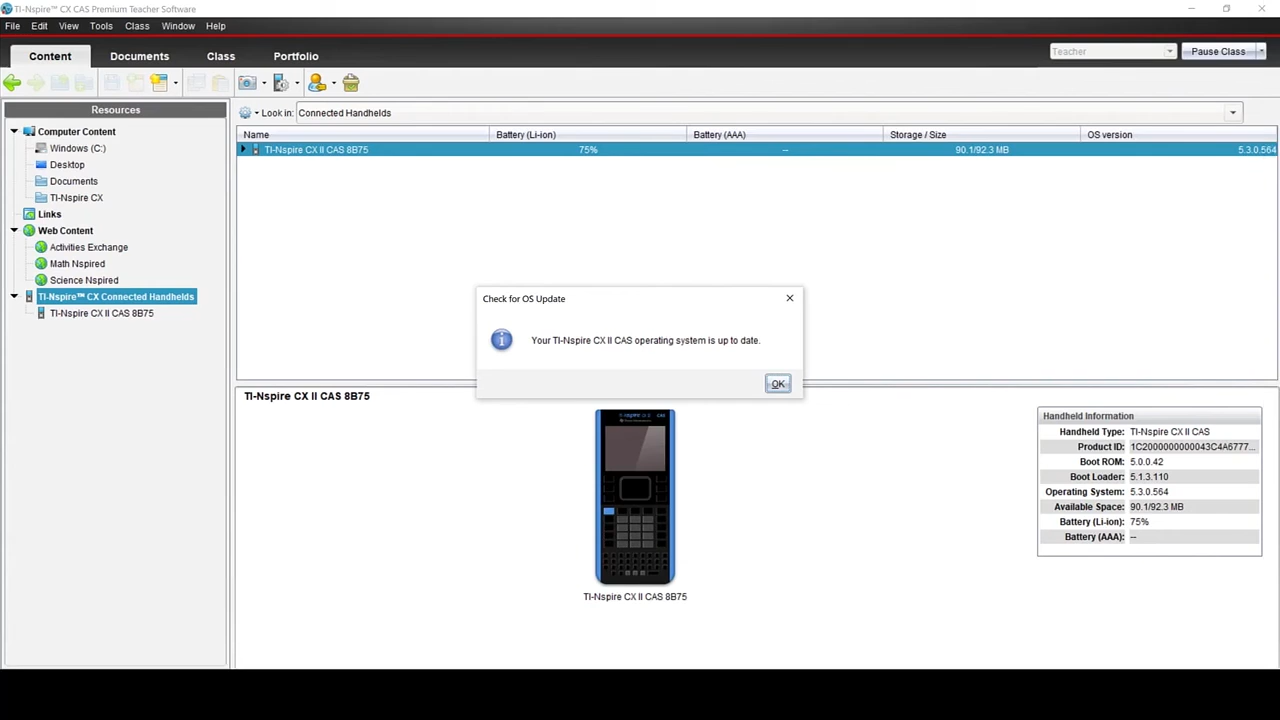 TI-Nspire™ CX CAS Premium Teacher Software
File Edit View Tools Class Window Help
Content Documents Class Portfolio
Teacher
Pause Class
Resources
Look in: Connected Handhelds
Computer Content
Windows (C:)
Desktop
Documents
TI-Nspire CX
Links
Web Content
Activities Exchange
Math Nspired
Science Nspired
TI-Nspire™ CX Connected Handhelds
TI-Nspire CX II CAS 8B75
Name Battery (Li-ion) Battery (AAA) Storage / Size OS version
TI-Nspire CX II CAS 8B75 75% -- 90.1/92.3 MB 5.3.0.564
Check for OS Update
Your TI-Nspire CX II CAS operating system is up to date.
OK
TI-Nspire CX II CAS 8B75
TI-Nspire CX II CAS 8B75
Handheld Information
Handheld Type: TI-Nspire CX II CAS
Product ID: 1C2000000000043C4A6777...
Boot ROM: 5.0.0.42
Boot Loader: 5.1.3.110
Operating System: 5.3.0.564
Available Space: 90.1/92.3 MB
Battery (Li-ion): 75%
Battery (AAA): --